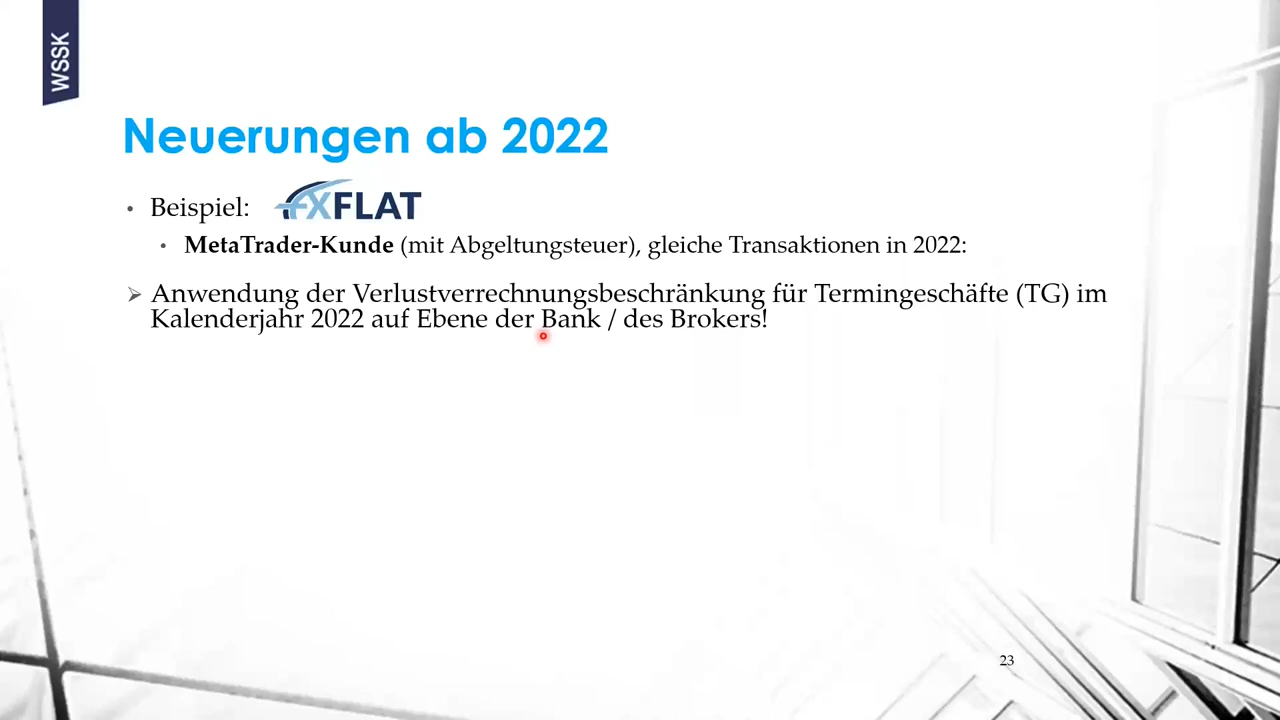 WSSK
Neuerungen ab 2022
• Beispiel: FXFLAT
• MetaTrader-Kunde (mit Abgeltungsteuer), gleiche Transaktionen in 2022:
➢ Anwendung der Verlustverrechnungsbeschränkung für Termingeschäfte (TG) im
Kalenderjahr 2022 auf Ebene der Bank / des Brokers!
23